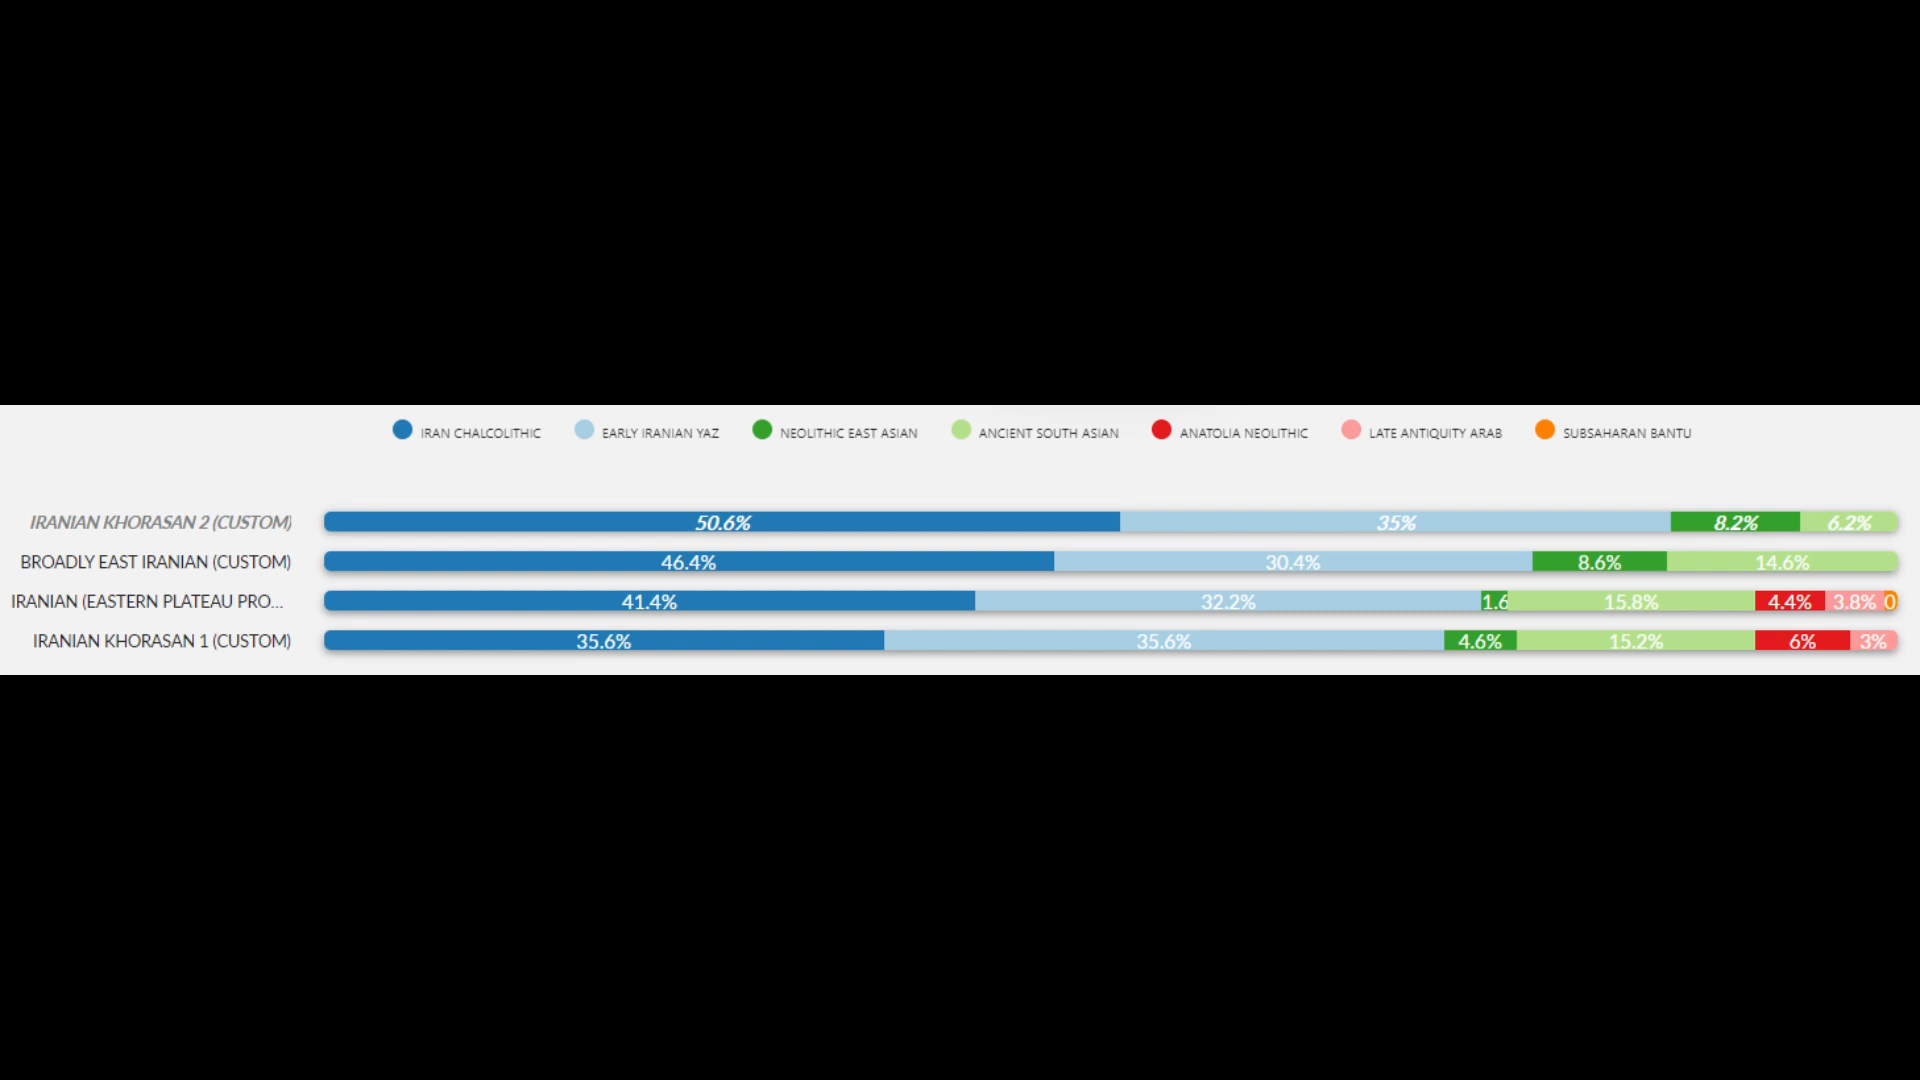 IRAN CHALCOLITHIC EARLY IRANIAN YAZ NEOLITHIC EAST ASIAN ANCIENT SOUTH ASIAN ANATOLIA NEOLITHIC LATE ANTIQUITY ARAB SUBSAHARAN BANTU
IRANIAN KHORASAN 2 (CUSTOM) 50.6% 35% 8.2% 6.2%
BROADLY EAST IRANIAN (CUSTOM) 46.4% 30.4% 8.6% 14.6%
IRANIAN (EASTERN PLATEAU PRO... 41.4% 32.2% 1.6 15.8% 4.4% 3.8% 0
IRANIAN KHORASAN 1 (CUSTOM) 35.6% 35.6% 4.6% 15.2% 6% 3%